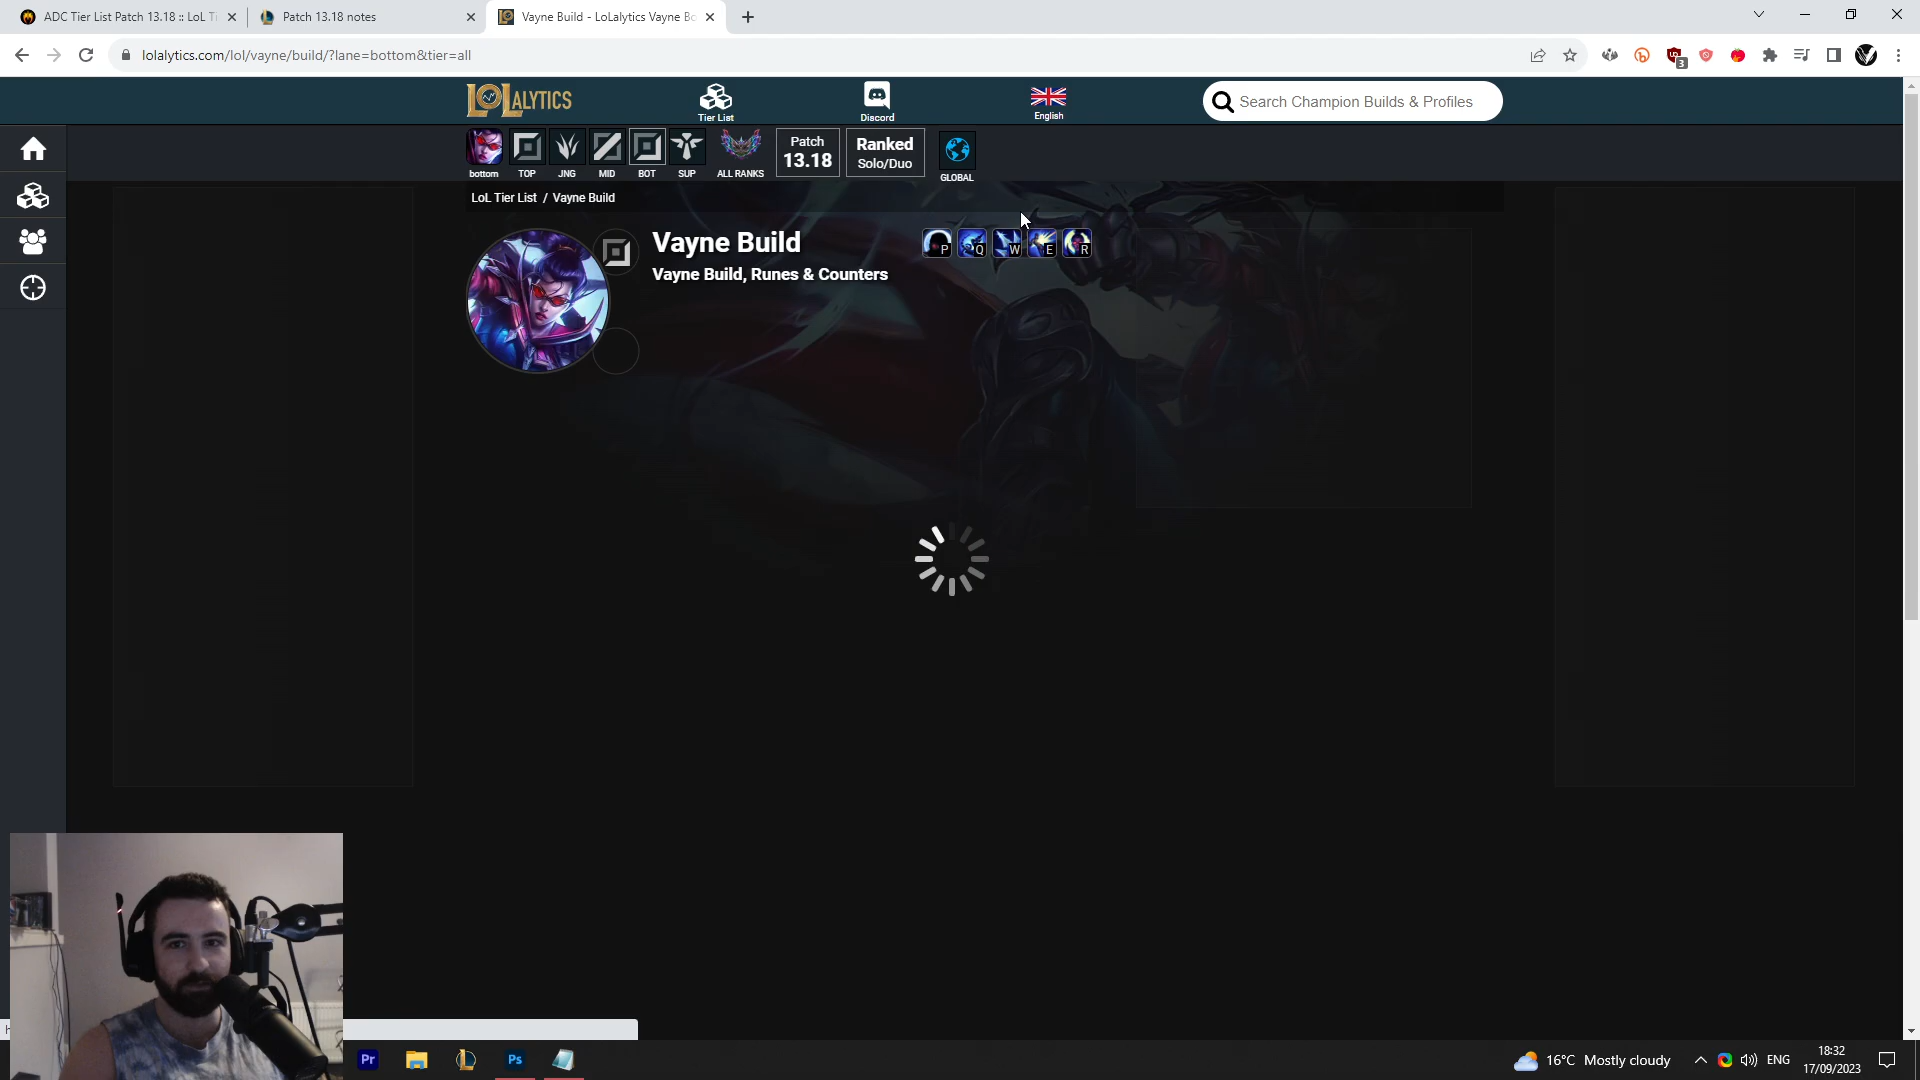 ADC Tier List Patch 13.18 :: LoL Ti
Patch 13.18 notes
Vayne Build - LoLalytics Vayne Bo
lolalytics.com/lol/vayne/build/?lane=bottom&tier=all
3
LOLALYTICS
Tier List
Discord
English
Search Champion Builds & Profiles
bottom
TOP
JNG
MID
BOT
SUP
ALL RANKS
Patch
13.18
Ranked
Solo/Duo
GLOBAL
LoL Tier List / Vayne Build
Vayne Build
P
Q
W
E
R
Vayne Build, Runes & Counters
Pr
Ps
16°C Mostly cloudy
ENG
18:32
17/09/2023